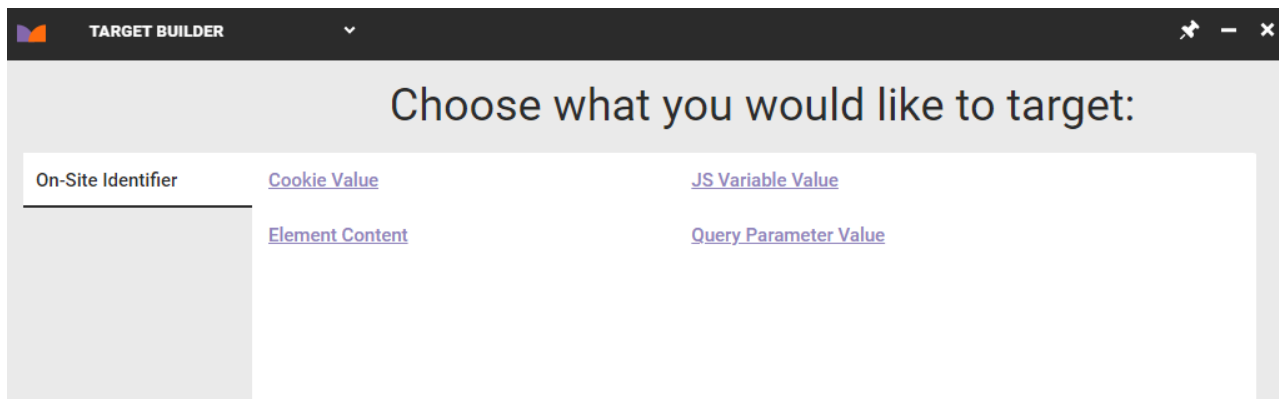 TARGET BUILDER
Choose what you would like to target:
On-Site Identifier
Cookie Value
JS Variable Value
Element Content
Query Parameter Value